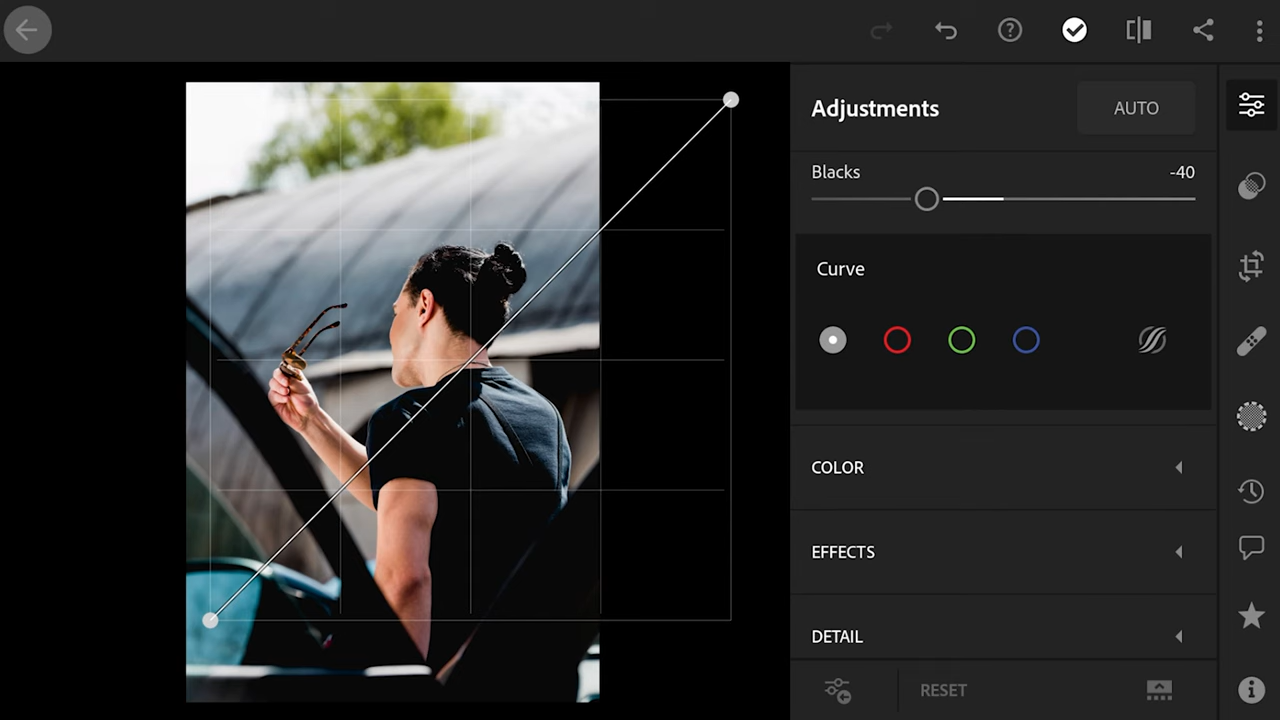 Adjustments
AUTO
Blacks
-40
Curve
COLOR
EFFECTS
DETAIL
RESET